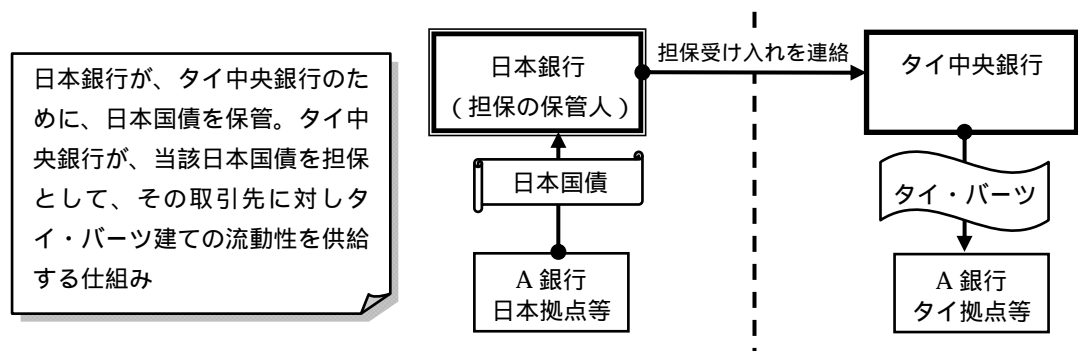 日本銀行が、タイ中央銀行のた
めに、日本国債を保管。タイ中
央銀行が、当該日本国債を担保
として、その取引先に対しタ
イ・バーツ建ての流動性を供給
する仕組み
日本銀行
（担保の保管人）
担保受け入れを連絡
タイ中央銀行
日本国債
タイ・バーツ
A 銀行
日本拠点等
A 銀行
タイ拠点等